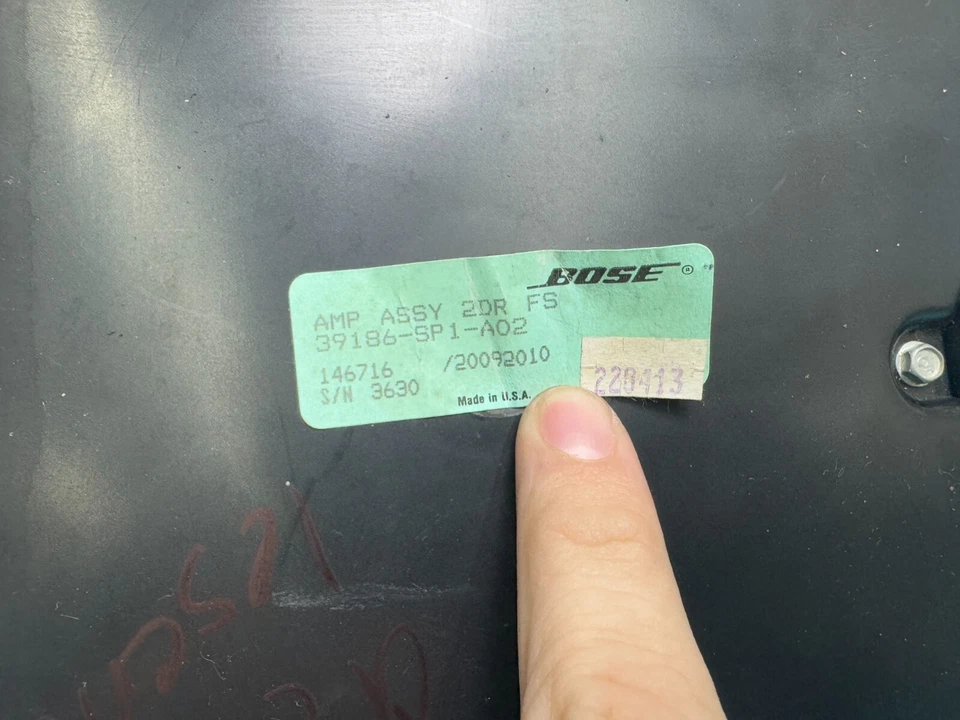 BOSE ®
AMP ASSY 2DR FS
39186-SP1-A02
146716 /20092010
S/N 3630
Made in U.S.A.
220413